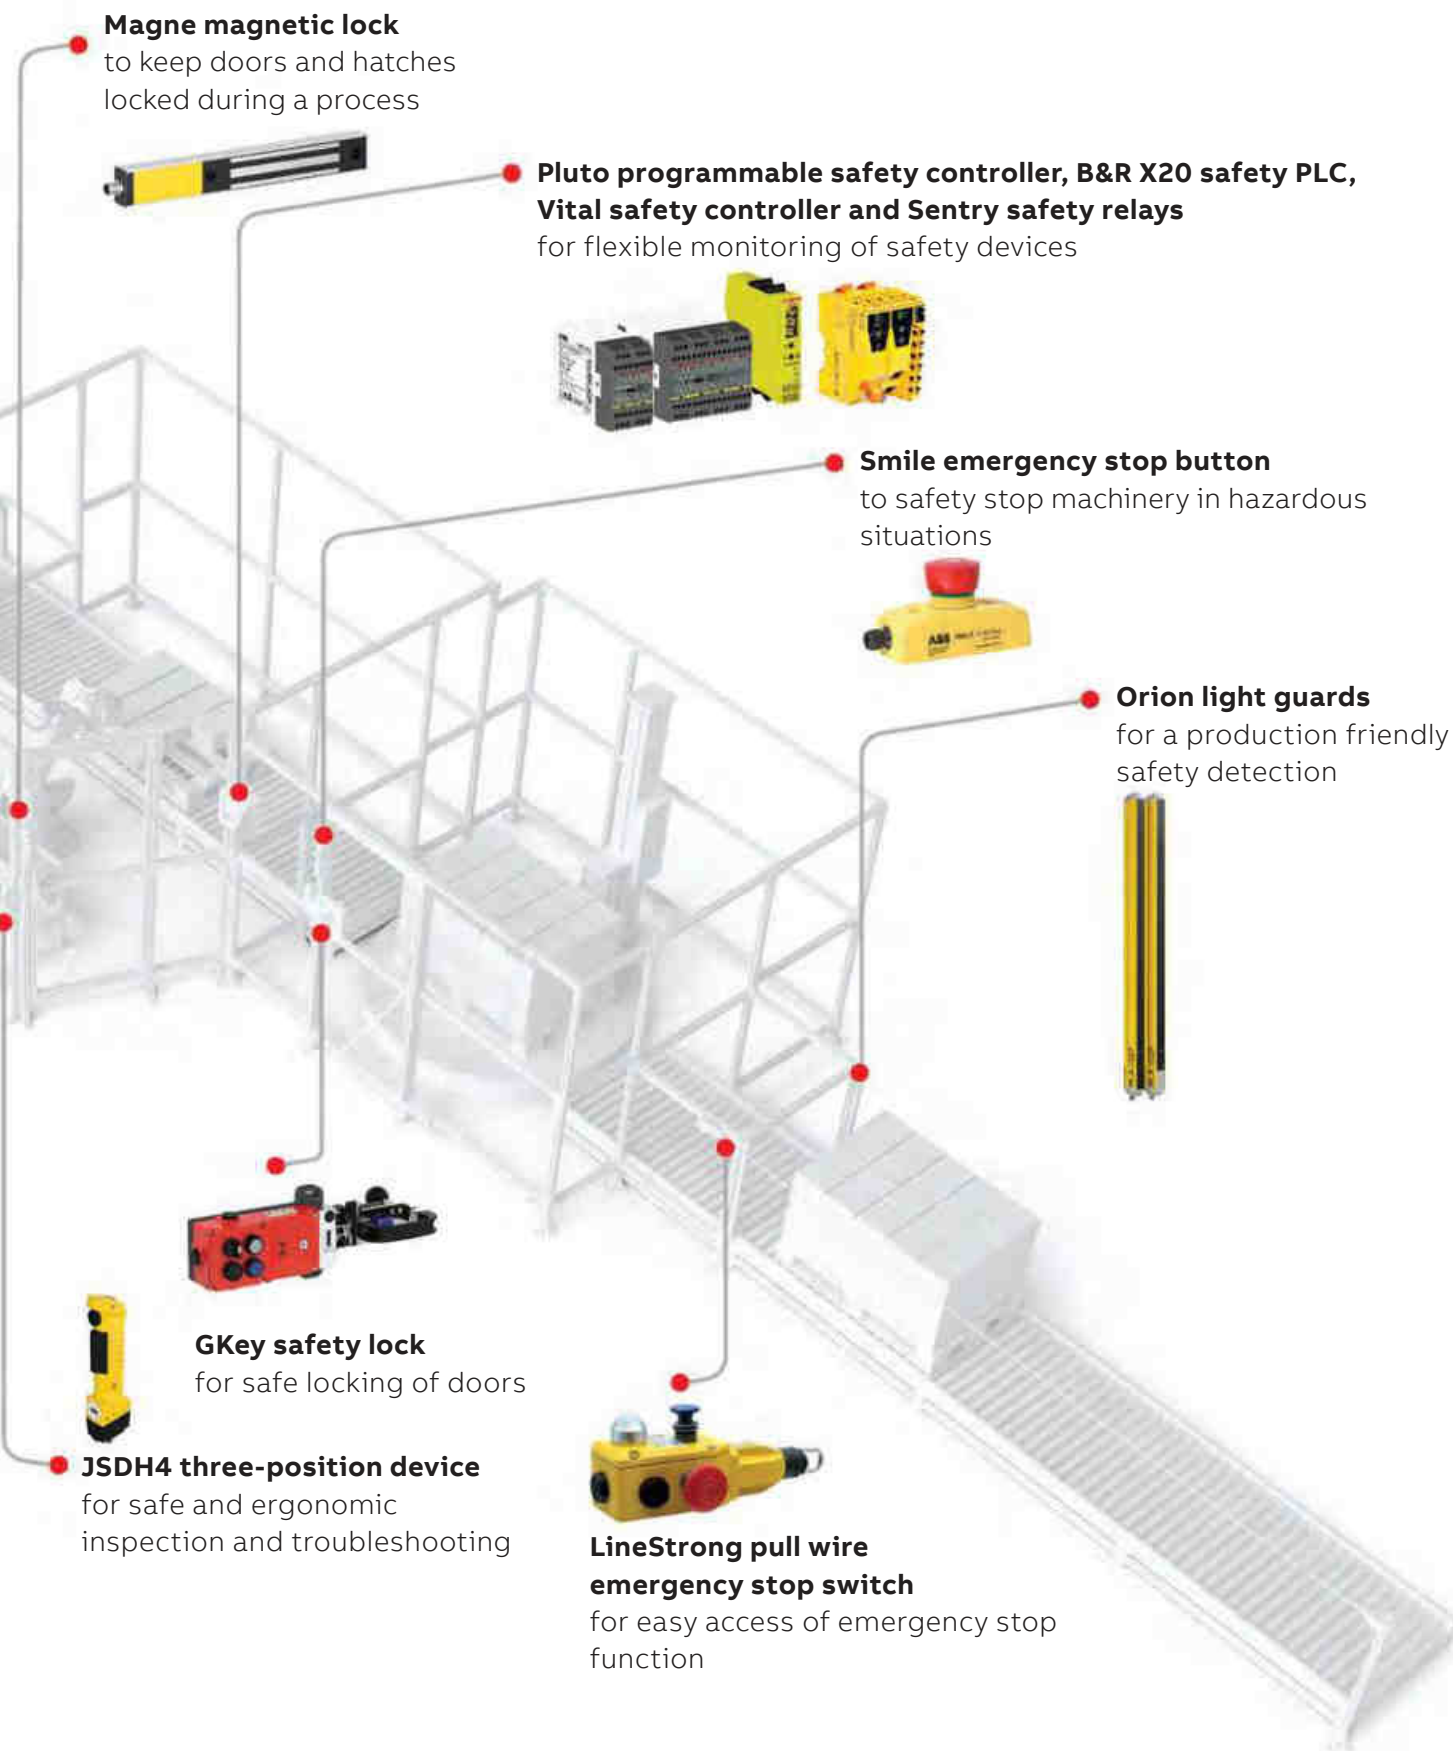 Magne magnetic lock
to keep doors and hatches
locked during a process
Pluto programmable safety controller, B&R X20 safety PLC,
Vital safety controller and Sentry safety relays
for flexible monitoring of safety devices
Smile emergency stop button
to safety stop machinery in hazardous
situations
ABB
Orion light guards
for a production friendly
safety detection
GKey safety lock
for safe locking of doors
JSDH4 three-position device
for safe and ergonomic
inspection and troubleshooting
LineStrong pull wire
emergency stop switch
for easy access of emergency stop
function